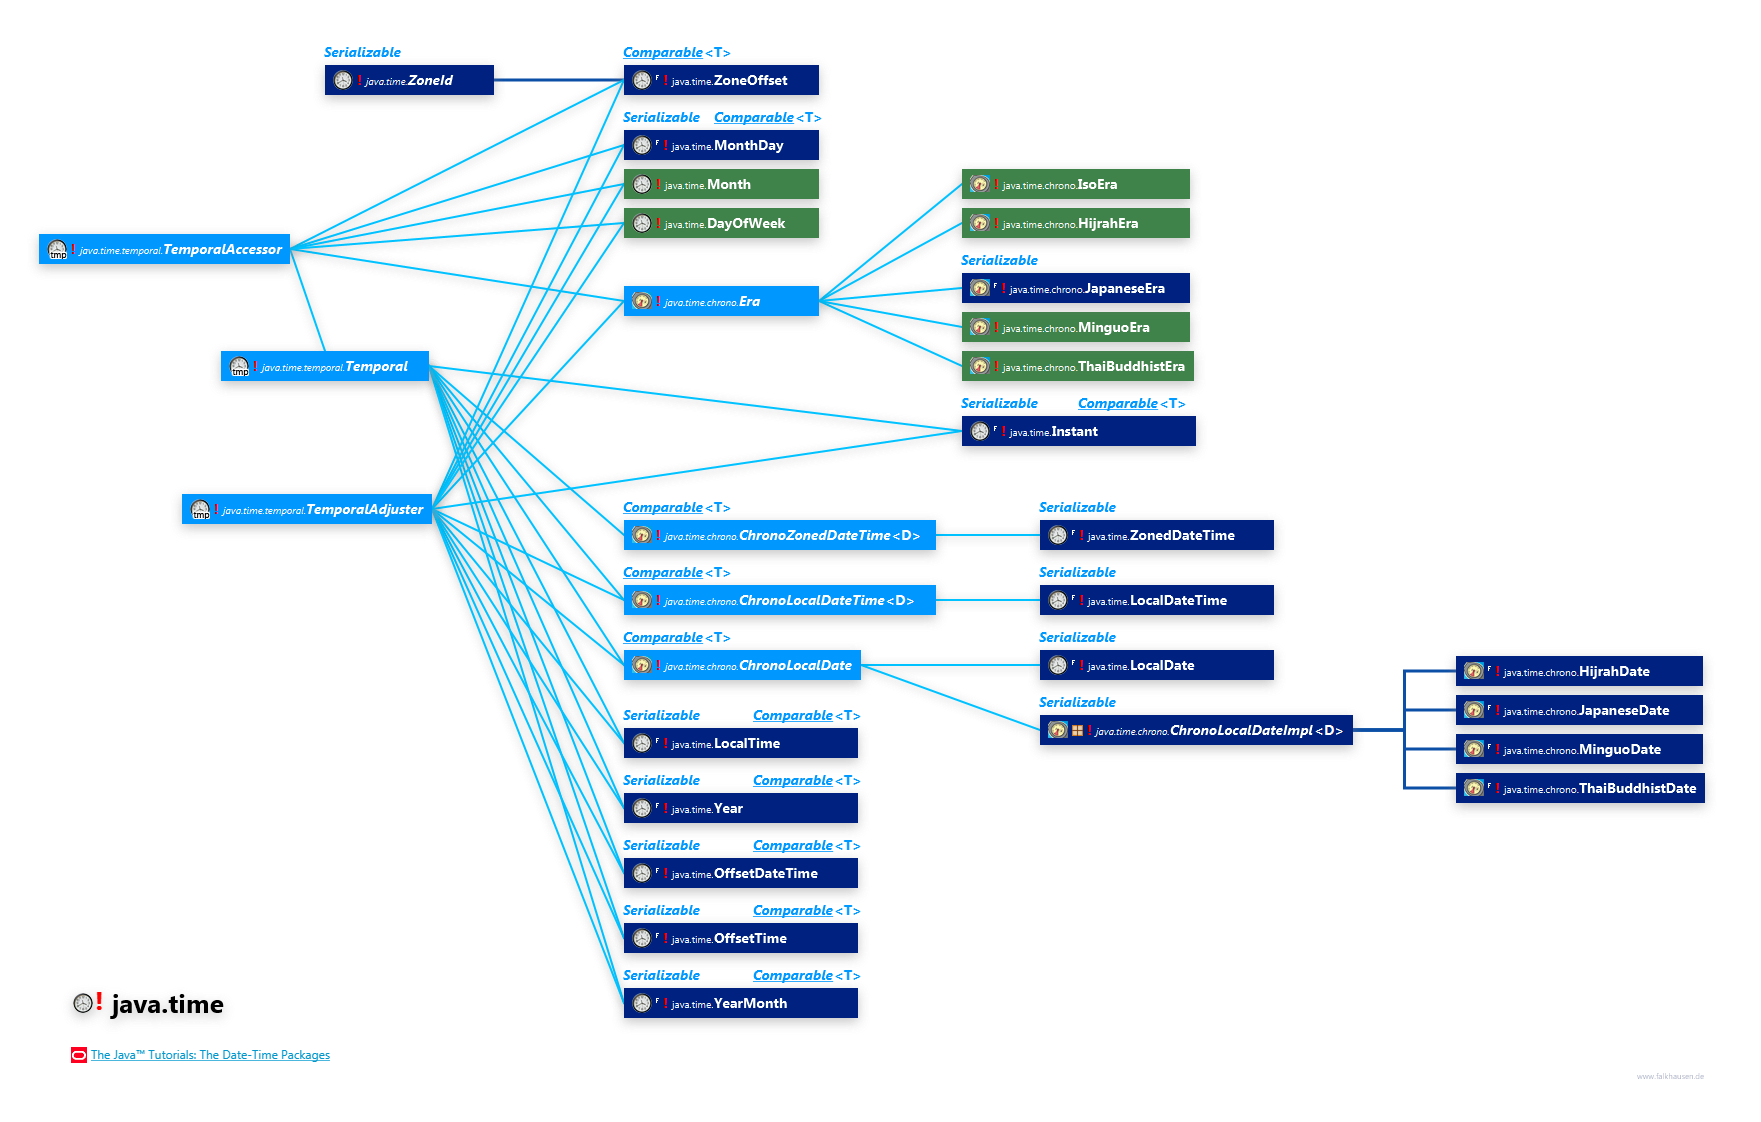 Serializable
java.time.ZoneId
Comparable<T>
F ! java.time.ZoneOffset
Serializable Comparable<T>
F ! java.time.MonthDay
! java.time.Month
! java.time.DayOfWeek
tmp ! java.time.temporal.TemporalAccessor
! java.time.chrono.Era
! java.time.chrono.IsoEra
! java.time.chrono.HijrahEra
Serializable
F ! java.time.chrono.JapaneseEra
! java.time.chrono.MinguoEra
! java.time.chrono.ThaiBuddhistEra
tmp ! java.time.temporal.Temporal
Serializable Comparable<T>
F ! java.time.Instant
tmp ! java.time.temporal.TemporalAdjuster
Comparable<T>
! java.time.chrono.ChronoZonedDateTime<D>
Serializable
F ! java.time.ZonedDateTime
Comparable<T>
! java.time.chrono.ChronoLocalDateTime<D>
Serializable
F ! java.time.LocalDateTime
Comparable<T>
! java.time.chrono.ChronoLocalDate
Serializable
F ! java.time.LocalDate
Serializable
! java.time.chrono.ChronoLocalDateImpl<D>
F ! java.time.chrono.HijrahDate
F ! java.time.chrono.JapaneseDate
F ! java.time.chrono.MinguoDate
F ! java.time.chrono.ThaiBuddhistDate
Serializable Comparable<T>
F ! java.time.LocalTime
Serializable Comparable<T>
F ! java.time.Year
Serializable Comparable<T>
F ! java.time.OffsetDateTime
Serializable Comparable<T>
F ! java.time.OffsetTime
Serializable Comparable<T>
F ! java.time.YearMonth
! java.time
The Java™ Tutorials: The Date-Time Packages
www.falkhausen.de